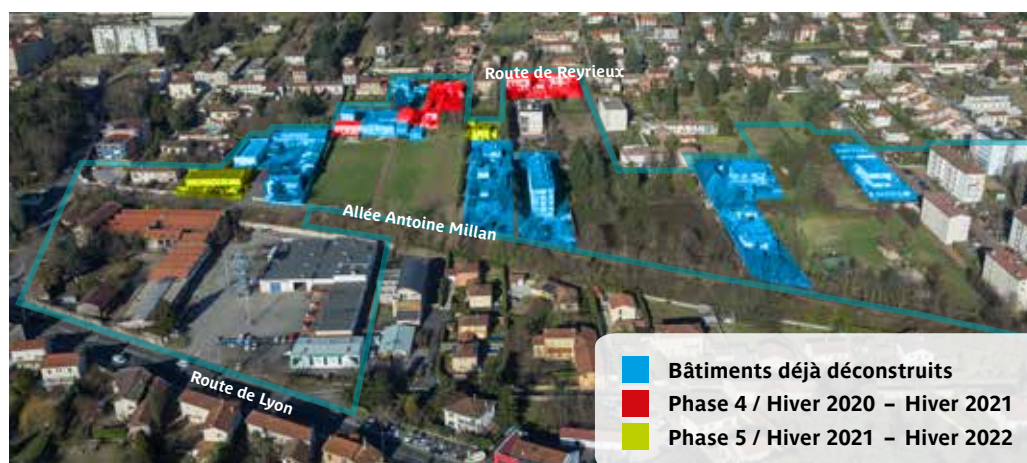 Route de Reyrieux
Allée Antoine Millan
Route de Lyon
Bâtiments déjà déconstruits
Phase 4 / Hiver 2020 – Hiver 2021
Phase 5 / Hiver 2021 – Hiver 2022